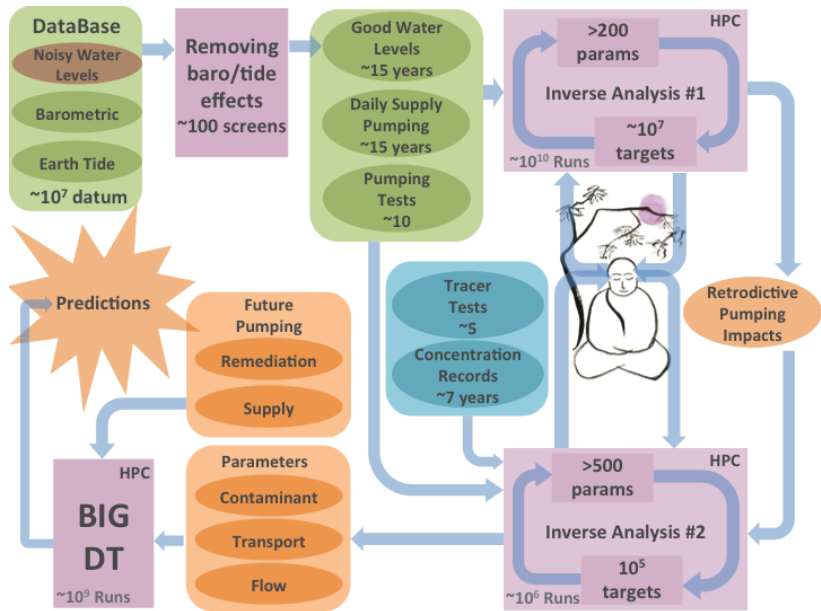 DataBase
Noisy Water
Levels
Barometric
Earth Tide
~10⁷ datum
Removing
baro/tide
effects
~100 screens
Good Water
Levels
~15 years
Daily Supply
Pumping
~15 years
Pumping
Tests
~10
HPC
>200
params
Inverse Analysis #1
~10⁷
targets
~10¹⁰ Runs
Predictions
Future
Pumping
Remediation
Supply
Tracer
Tests
~5
Concentration
Records
~7 years
Retrodictive
Pumping
Impacts
HPC
BIG
DT
~10⁹ Runs
Parameters
Contaminant
Transport
Flow
HPC
>500
params
Inverse Analysis #2
10⁵
targets
~10⁶ Runs